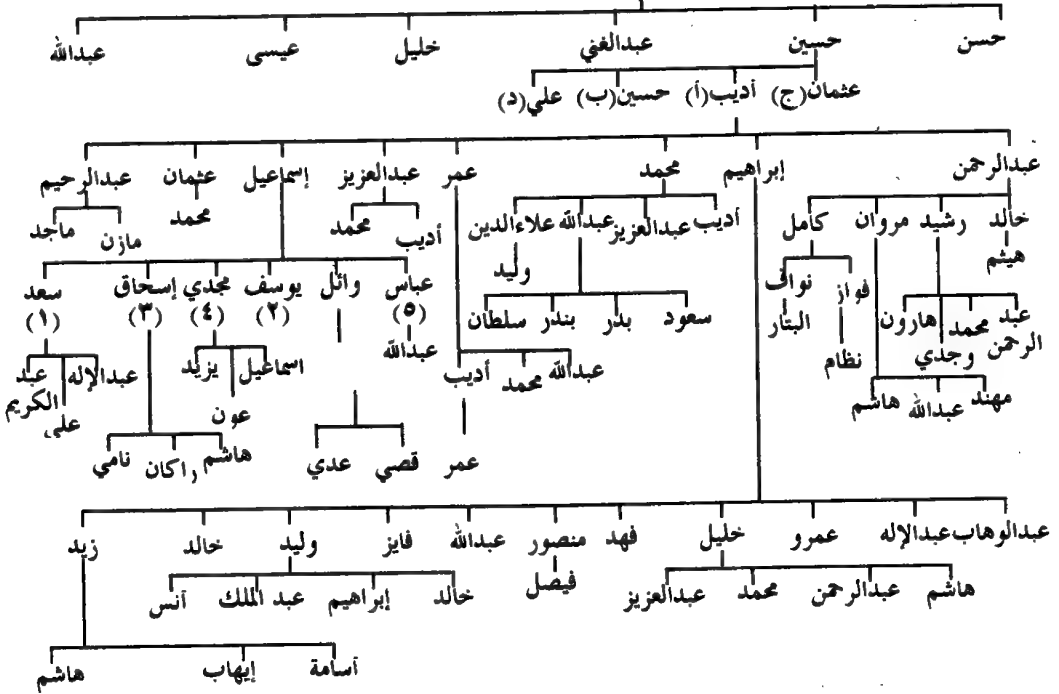 حسن حسين عبدالغني خليل عيسى عبدالله
عثمان (ج) أديب (أ) حسين (ب) علي (د)
عبدالرحمن إبراهيم محمد عمر عبدالعزيز إسماعيل عثمان عبدالرحيم
خالد رشيد مروان كامل أديب عبدالعزيز عبدالله علاءالدين أديب محمد محمد مازن ماجد
هيثم فواز نواف وليد
عباس وائل يوسف مجدي إسحاق سعد
(٥) (٢) (٤) (٣) (١)
عبد الرحمن محمد وجدي هارون نظام البتار سعود بدر بندر سلطان
عبدالله
عبدالله محمد أديب اسماعيل عون يزيد عبدالإله علي عبد الكريم
مهند عبدالله هاشم
عمر قصي عدي هاشم راكان نامي
عبدالوهاب عبدالإله عمرو خليل فهد منصور عبدالله فايز وليد خالد زيد
هاشم عبدالرحمن محمد عبدالعزيز فيصل خالد إبراهيم عبد الملك آنس
أسامة إيهاب هاشم